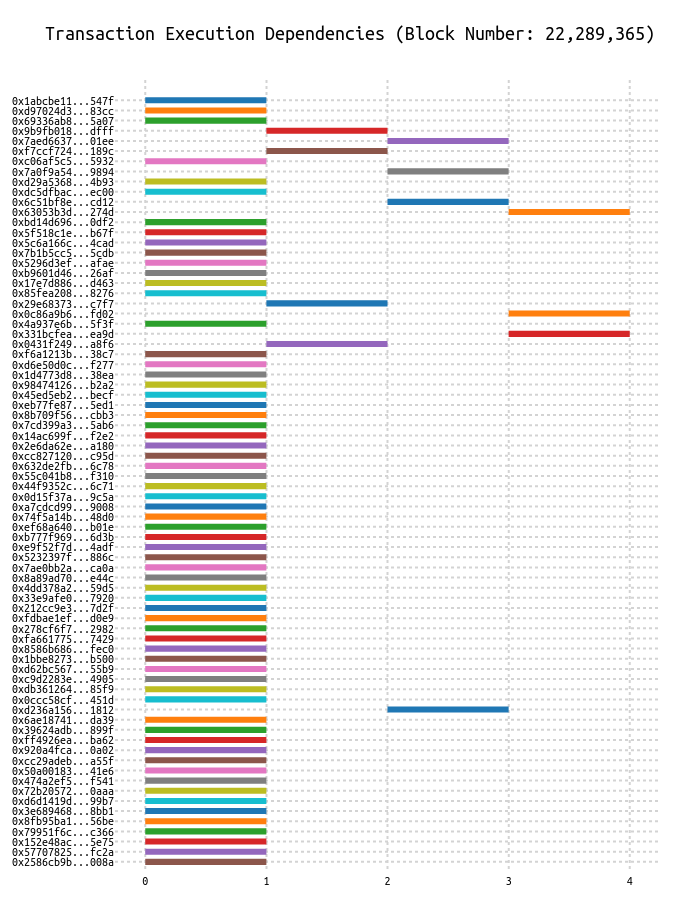 Transaction Execution Dependencies (Block Number: 22,289,365)
0x1abcbe11...547f
0xd97024d3...83cc
0x69336ab8...5a07
0x9b9fb018...dfff
0x7aed6637...01ee
0xf7ccf724...189c
0xc06af5c5...5932
0x7a0f9a54...9894
0xd29a5368...4b93
0xdc5dfbac...ec00
0x6c51bf8e...cd12
0x63053b3d...274d
0xbd14d696...0df2
0x5f518c1e...b67f
0x5c6a166c...4cad
0x7b1b5cc5...5cdb
0x5296d3ef...afae
0xb9601d46...26af
0x17e7d886...d463
0x85fea208...8276
0x29e68373...c7f7
0x0c86a9b6...fd02
0x4a937e6b...5f3f
0x331bcfea...ea9d
0x0431f249...a8f6
0xf6a1213b...38c7
0xd6e50d0c...f277
0x1d4773d8...38ea
0x98474126...b2a2
0x45ed5eb2...becf
0xeb77fe87...5ed1
0x8b709f56...cbb3
0x7cd399a3...5ab6
0x14ac699f...f2e2
0x2e6da62e...a180
0xcc827120...c95d
0x632de2fb...6c78
0x55c041b8...f310
0x44f9352c...6c71
0x0d15f37a...9c5a
0xa7cdcd99...9008
0x74f5a14b...48d0
0xef68a640...b01e
0xb777f969...6d3b
0xe9f52f7d...4adf
0x5232397f...886c
0x7ae0bb2a...ca0a
0x8a89ad70...e44c
0x4dd378a2...59d5
0x33e9afe0...7920
0x212cc9e3...7d2f
0xfdbae1ef...d0e9
0x278cf6f7...2982
0xfa661775...7429
0x8586b686...fec0
0x1bbe8273...b500
0xd62bc567...55b9
0xc9d2283e...4905
0xdb361264...85f9
0x0ccc58cf...451d
0xd236a156...1812
0x6ae18741...da39
0x39624adb...899f
0xff4926ea...ba62
0x920a4fca...0a02
0xcc29adeb...a55f
0x50a00183...41e6
0x474a2ef5...f541
0x72b20572...0aaa
0xd6d1419d...99b7
0x3e689468...8bb1
0x8fb95ba1...56be
0x79951f6c...c366
0x152e48ac...5e75
0x57707825...fc2a
0x2586cb9b...008a
0 1 2 3 4